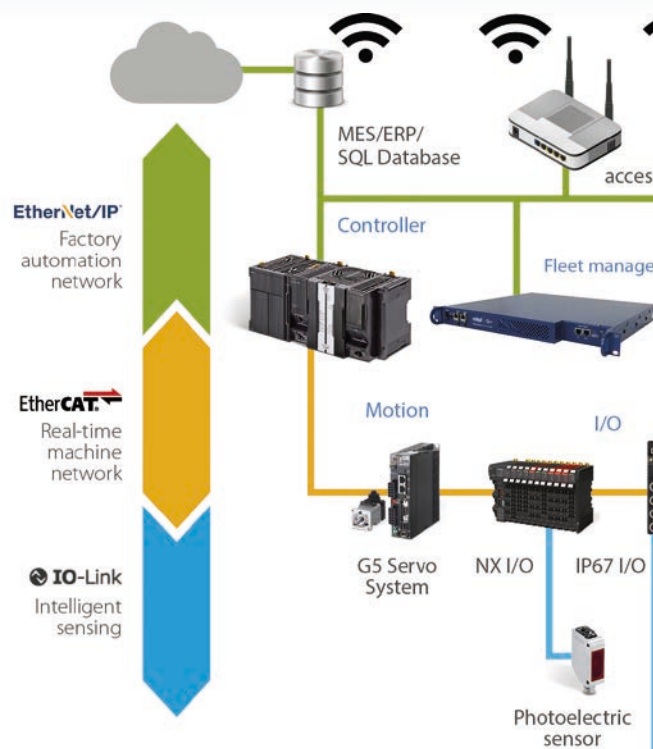 MES/ERP/
SQL Database
acces
EtherNet/IP
Factory
automation
network
Controller
Fleet manage
EtherCAT.
Real-time
machine
network
Motion
I/O
G5 Servo
System
NX I/O
IP67 I/O
IO-Link
Intelligent
sensing
Photoelectric
sensor